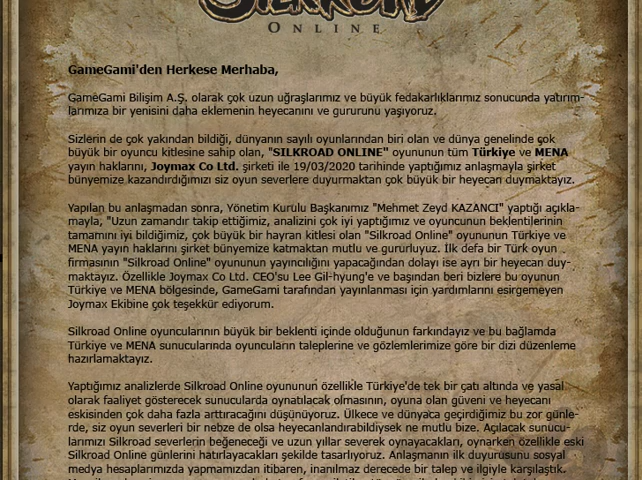 SILKROAD
ONLINE
GameGami'den Herkese Merhaba,
GameGami Bilişim A.Ş. olarak çok uzun uğraşlarımız ve büyük fedakarlıklarımız sonucunda yatırım-
larımıza bir yenisini daha eklemenin heyecanını ve gururunu yaşıyoruz.
Sizlerin de çok yakından bildiği, dünyanın sayılı oyunlarından biri olan ve dünya genelinde çok
büyük bir oyuncu kitlesine sahip olan, "SILKROAD ONLINE" oyununun tüm Türkiye ve MENA
yayın haklarını, Joymax Co Ltd. şirketi ile 19/03/2020 tarihinde yaptığımız anlaşmayla şirket
bünyemize kazandırdığımızı siz oyun severlere duyurmaktan çok büyük bir heyecan duymaktayız.
Yapılan bu anlaşmadan sonra, Yönetim Kurulu Başkanımız "Mehmet Zeyd KAZANCI" yaptığı açıkla-
mayla; "Uzun zamandır takip ettiğimiz, analizini çok iyi yaptığımız ve oyuncunun beklentilerinin
tamamını iyi bildiğimiz, çok büyük bir hayran kitlesi olan "Silkroad Online" oyununun Türkiye ve
MENA yayın haklarını şirket bünyemize katmaktan mutlu ve gururluyuz. İlk defa bir Türk oyun
firmasının "Silkroad Online" oyununun yayıncılığını yapacağından dolayı ise ayrı bir heyecan duy-
maktayız. Özellikle Joymax Co Ltd. CEO'su Lee Gil-hyung'e ve başından beri bizlere bu oyunun
Türkiye ve MENA bölgesinde, GameGami tarafından yayınlanması için yardımlarını esirgemeyen
Joymax Ekibine çok teşekkür ediyorum.
Silkroad Online oyuncularının büyük bir beklenti içinde olduğunun farkındayız ve bu bağlamda
Türkiye ve MENA sunucularında oyuncuların taleplerine ve gözlemlerimize göre bir dizi düzenleme
hazırlamaktayız.
Yaptığımız analizlerde Silkroad Online oyununun özellikle Türkiye'de tek bir çatı altında ve yasal
olarak faaliyet gösterecek sunucularda oynatılacak olmasının, oyuna olan güveni ve heyecanı
eskisinden çok daha fazla arttıracağını düşünüyoruz. Ülkece ve dünyaca geçirdiğimiz bu zor günle-
rde, siz oyun severleri bir nebze de olsa heyecanlandırabildiysek ne mutlu bize. Açılacak sunucu-
larımızı Silkroad severlerin beğeneceği ve uzun yıllar severek oynayacakları, oynarken özellikle eski
Silkroad Online günlerini hatırlayacakları şekilde tasarlıyoruz. Anlaşmanın ilk duyurusunu sosyal
medya hesaplarımızda yapmamızdan itibaren, inanılmaz derecede bir talep ve ilgiyle karşılaştık.